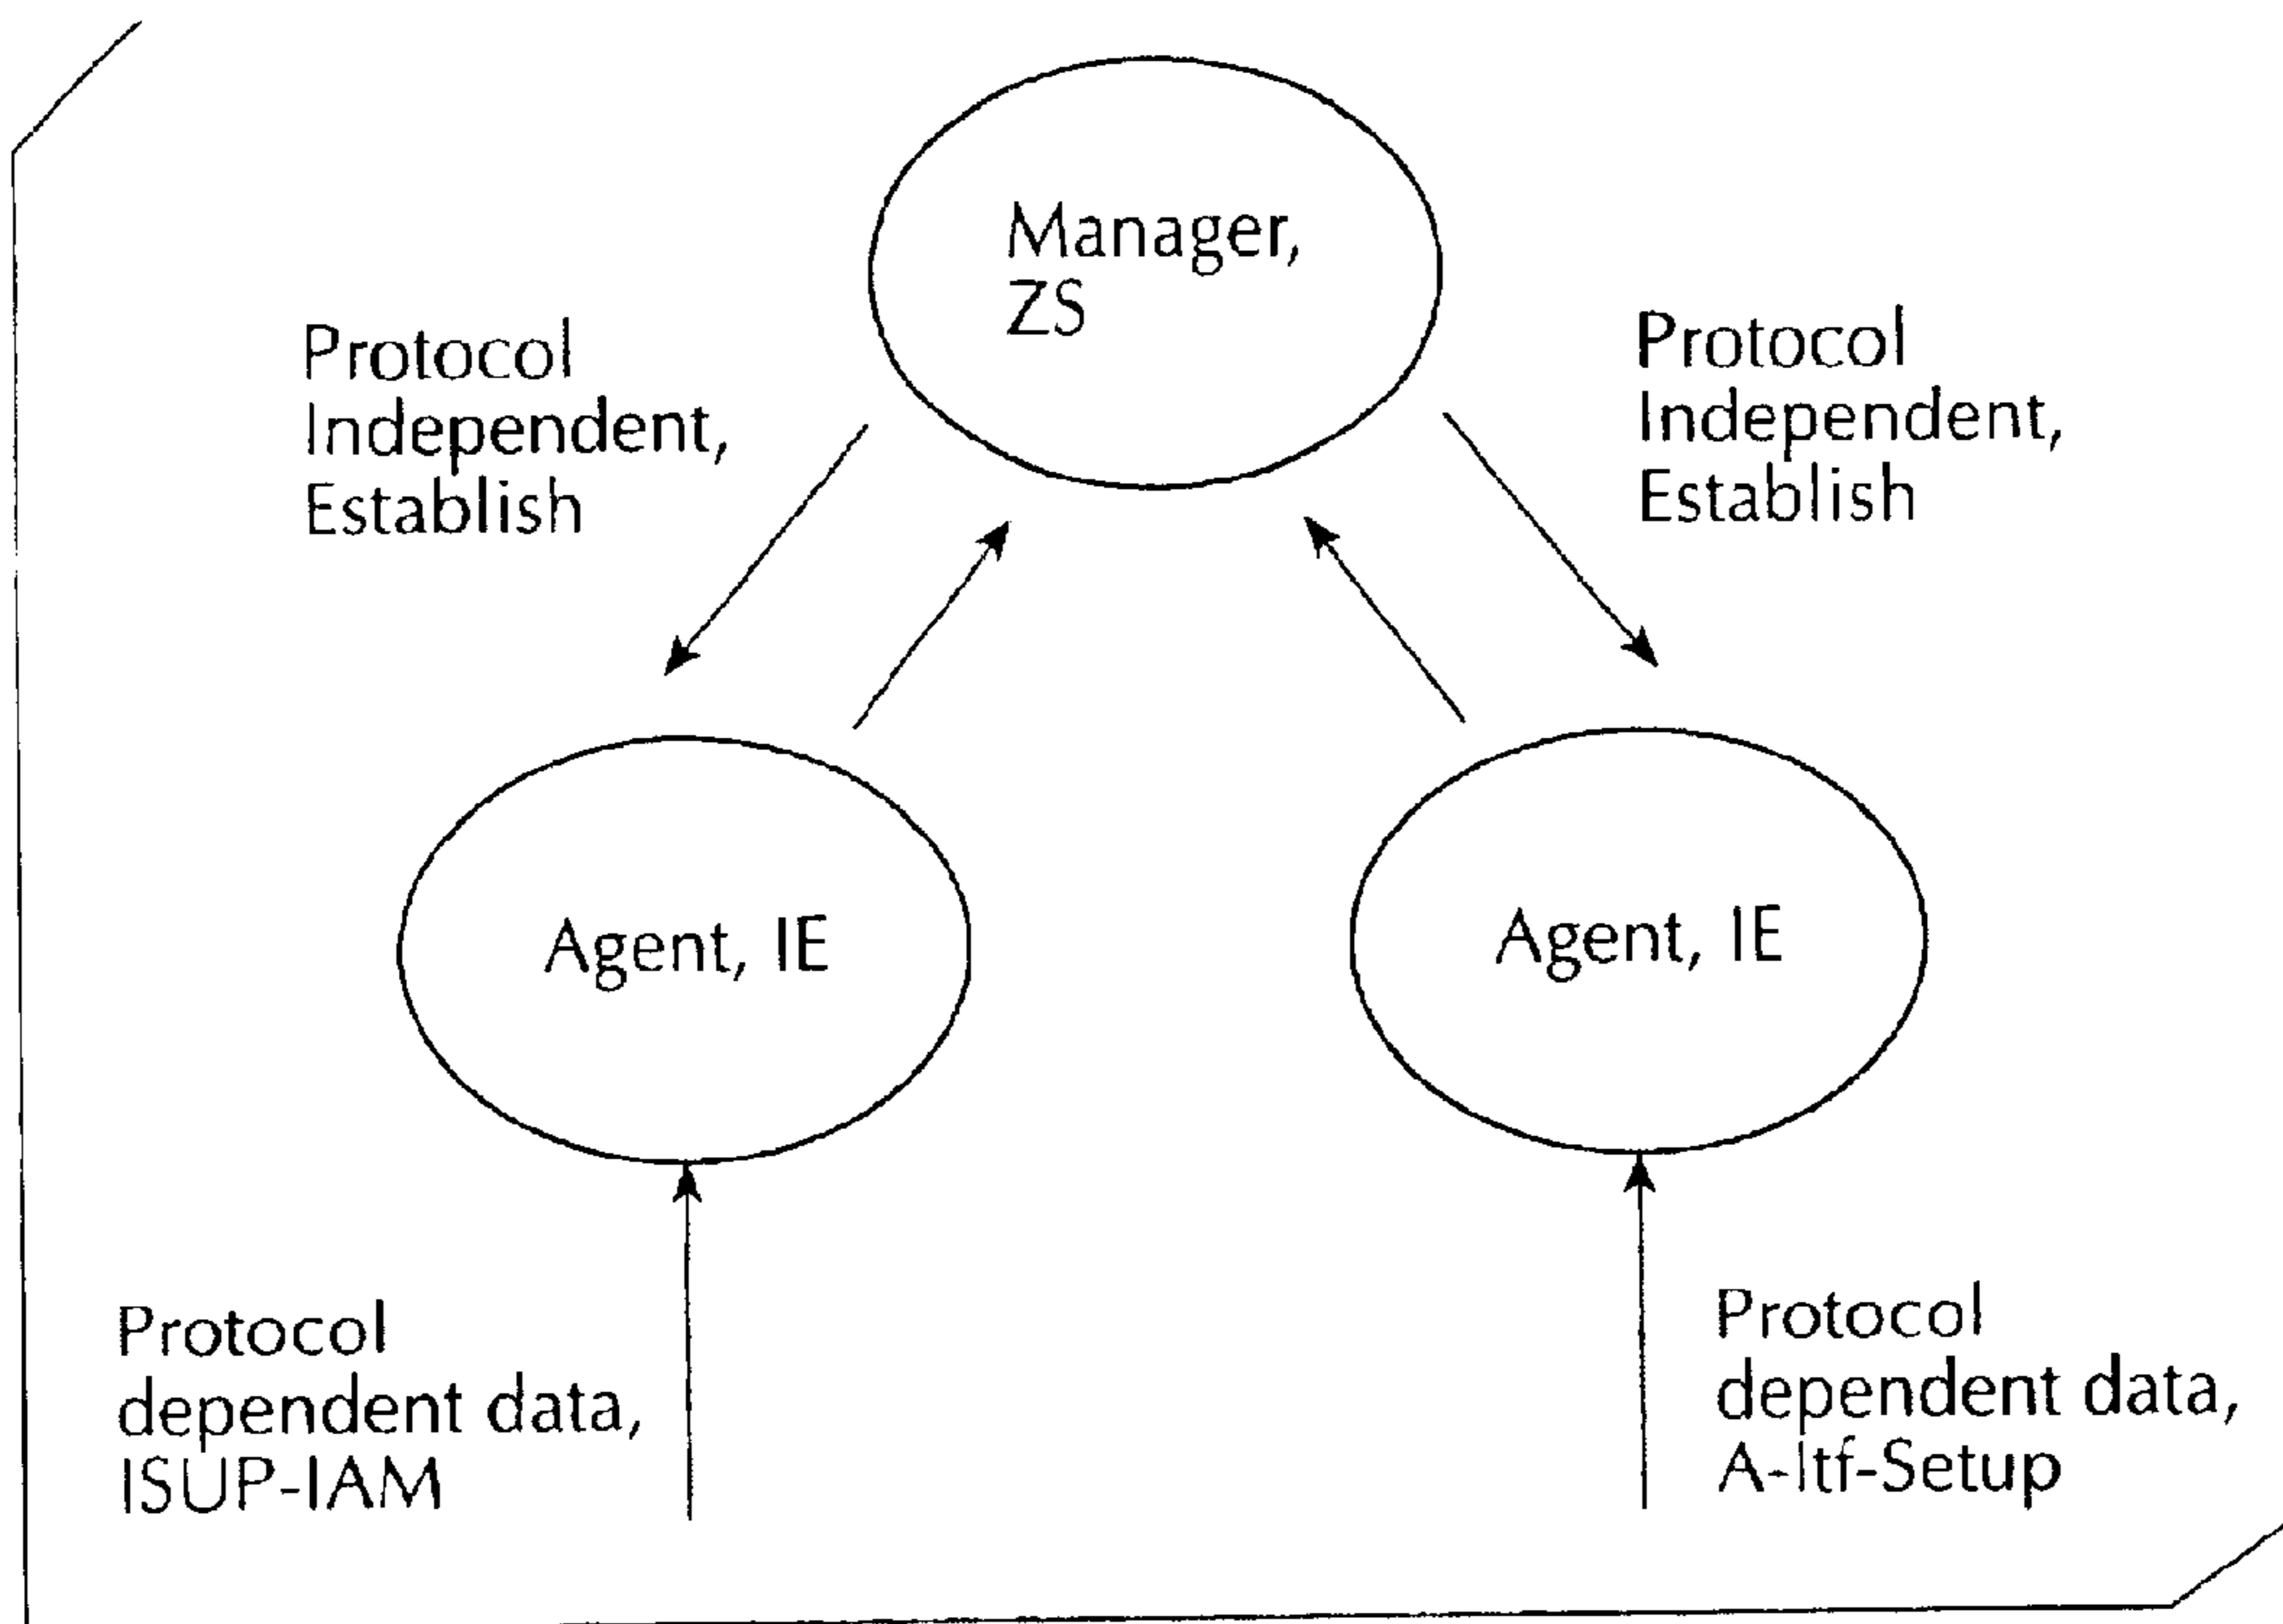 Manager,
ZS
Protocol
Independent,
Establish
Protocol
Independent,
Establish
Agent, IE
Agent, IE
Protocol
dependent data,
ISUP-IAM
Protocol
dependent data,
A-Itf-Setup